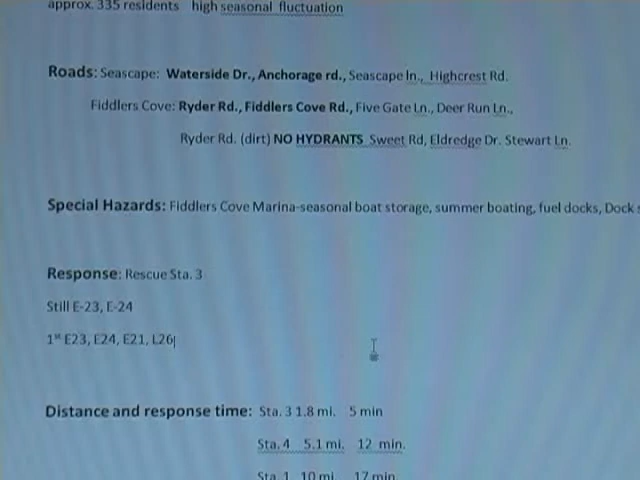 approx. 335 residents high seasonal fluctuation
Roads: Seascape: Waterside Dr., Anchorage rd., Seascape ln., Highcrest Rd.
Fiddlers Cove: Ryder Rd., Fiddlers Cove Rd., Five Gate Ln., Deer Run Ln.,
Ryder Rd. (dirt) NO HYDRANTS Sweet Rd, Eldredge Dr. Stewart Ln.
Special Hazards: Fiddlers Cove Marina-seasonal boat storage, summer boating, fuel docks, Dock
Response: Rescue Sta. 3
Still E-23, E-24
1st E23, E24, E21, L26
Distance and response time: Sta. 3 1.8 mi. 5 min
Sta. 4 5.1 mi. 12 min.
Sta. 1 10 mi. 17 min.